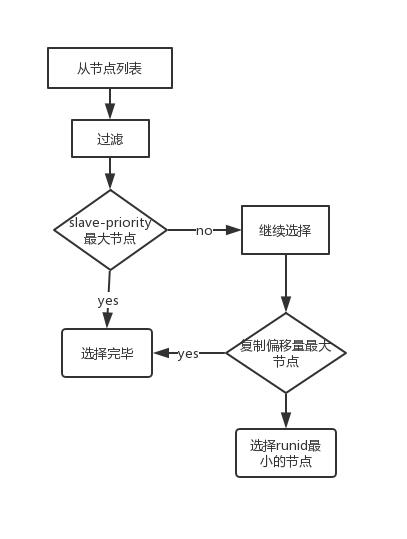 从节点列表
过滤
slave-priority
最大节点
no
继续选择
yes
选择完毕
yes
复制偏移量最大
节点
选择runid最
小的节点